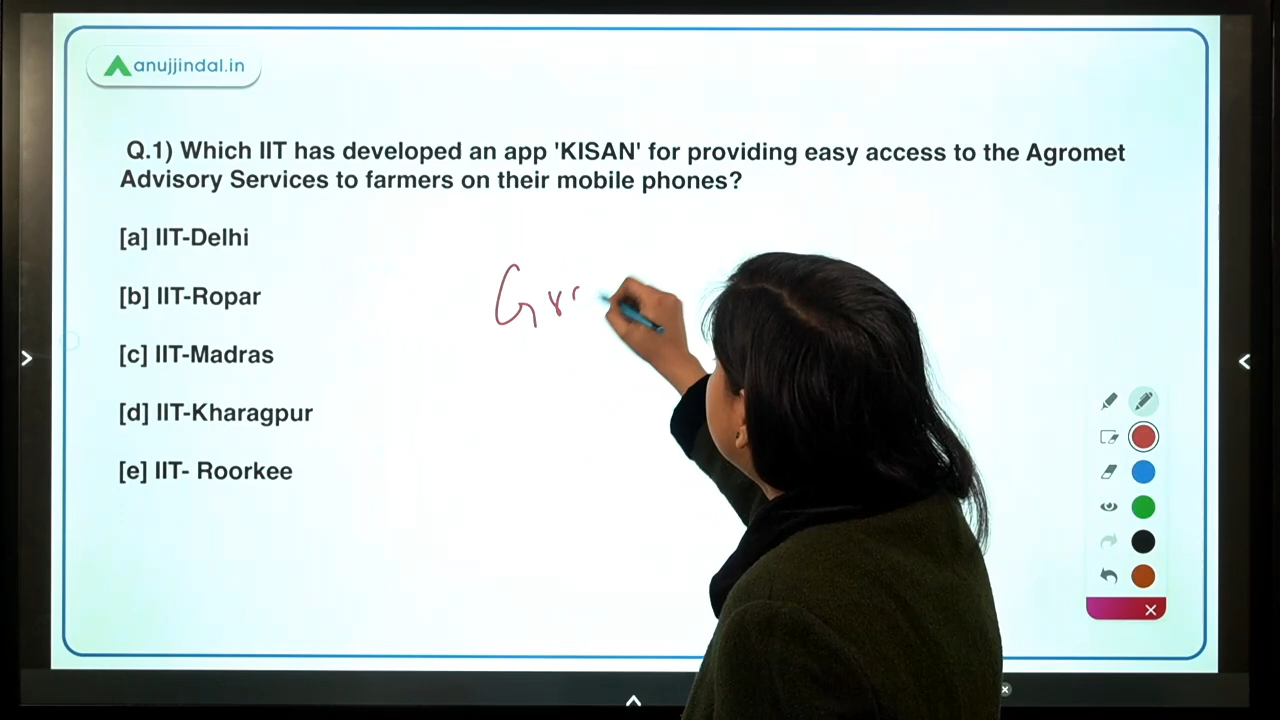 anujjindal.in
Q.1) Which IIT has developed an app 'KISAN' for providing easy access to the Agromet
Advisory Services to farmers on their mobile phones?
[a] IIT-Delhi
[b] IIT-Ropar
[c] IIT-Madras
[d] IIT-Kharagpur
[e] IIT- Roorkee